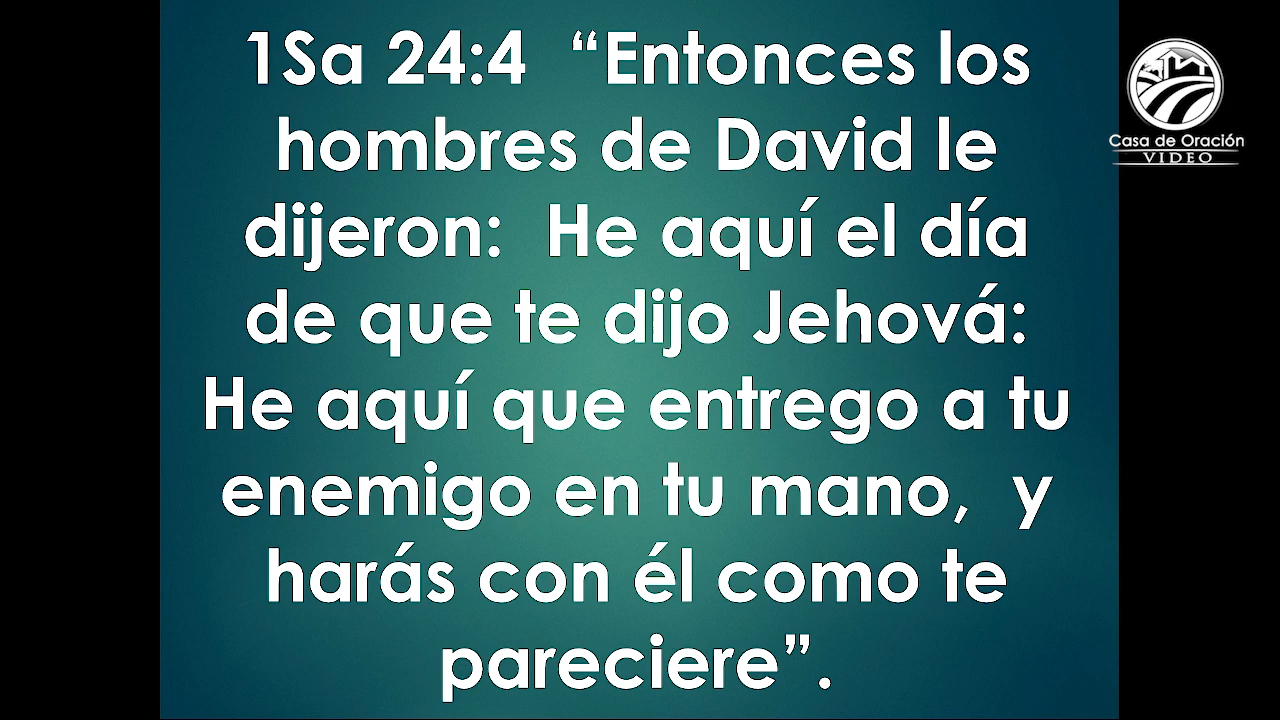 1Sa 24:4  “Entonces los
hombres de David le
dijeron:  He aquí el día
de que te dijo Jehová:
He aquí que entrego a tu
enemigo en tu mano,  y
harás con él como te
pareciere”.
Casa de Oración
VIDEO